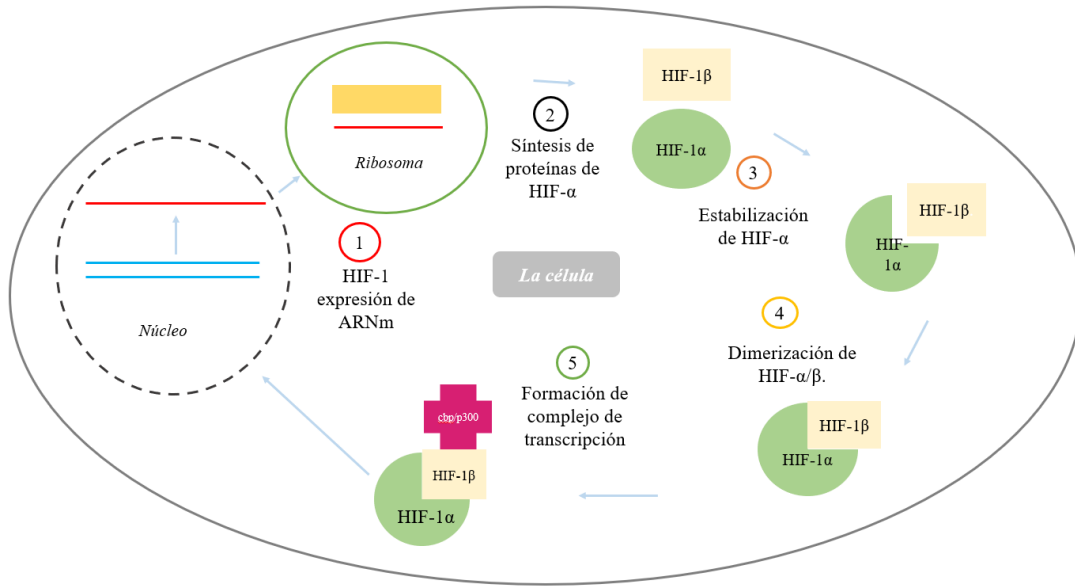 Núcleo
1
HIF-1
expresión de
ARNm
Ribosoma
2
Síntesis de
proteínas de
HIF-α
HIF-1β
HIF-1α
3
Estabilización
de HIF-α
HIF-1β
HIF-
1α
4
Dimerización de
HIF-α/β.
HIF-1β
HIF-1α
5
Formación de
complejo de
transcripción
cbp/p300
HIF-1β
HIF-1α
La célula